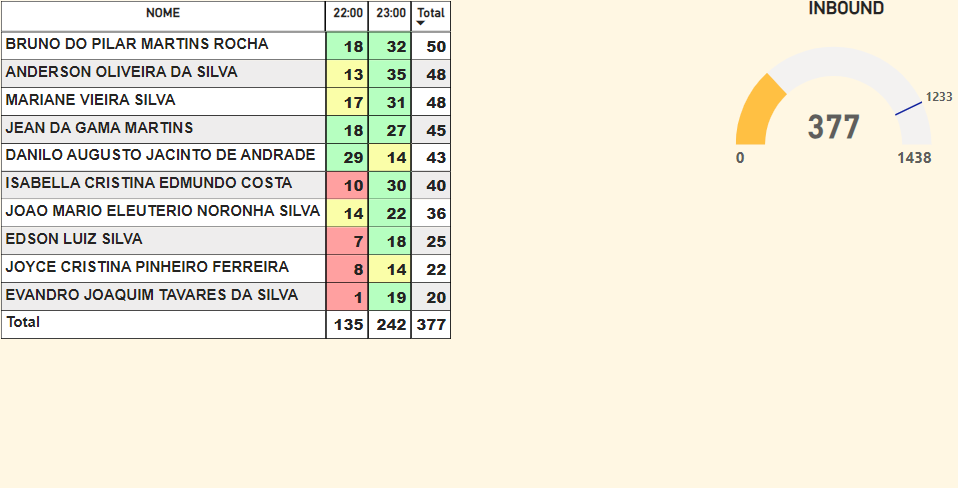 NOME 22:00 23:00 Total
BRUNO DO PILAR MARTINS ROCHA 18 32 50
ANDERSON OLIVEIRA DA SILVA 13 35 48
MARIANE VIEIRA SILVA 17 31 48
JEAN DA GAMA MARTINS 18 27 45
DANILO AUGUSTO JACINTO DE ANDRADE 29 14 43
ISABELLA CRISTINA EDMUNDO COSTA 10 30 40
JOAO MARIO ELEUTERIO NORONHA SILVA 14 22 36
EDSON LUIZ SILVA 7 18 25
JOYCE CRISTINA PINHEIRO FERREIRA 8 14 22
EVANDRO JOAQUIM TAVARES DA SILVA 1 19 20
Total 135 242 377
INBOUND
1233
377
0 1438